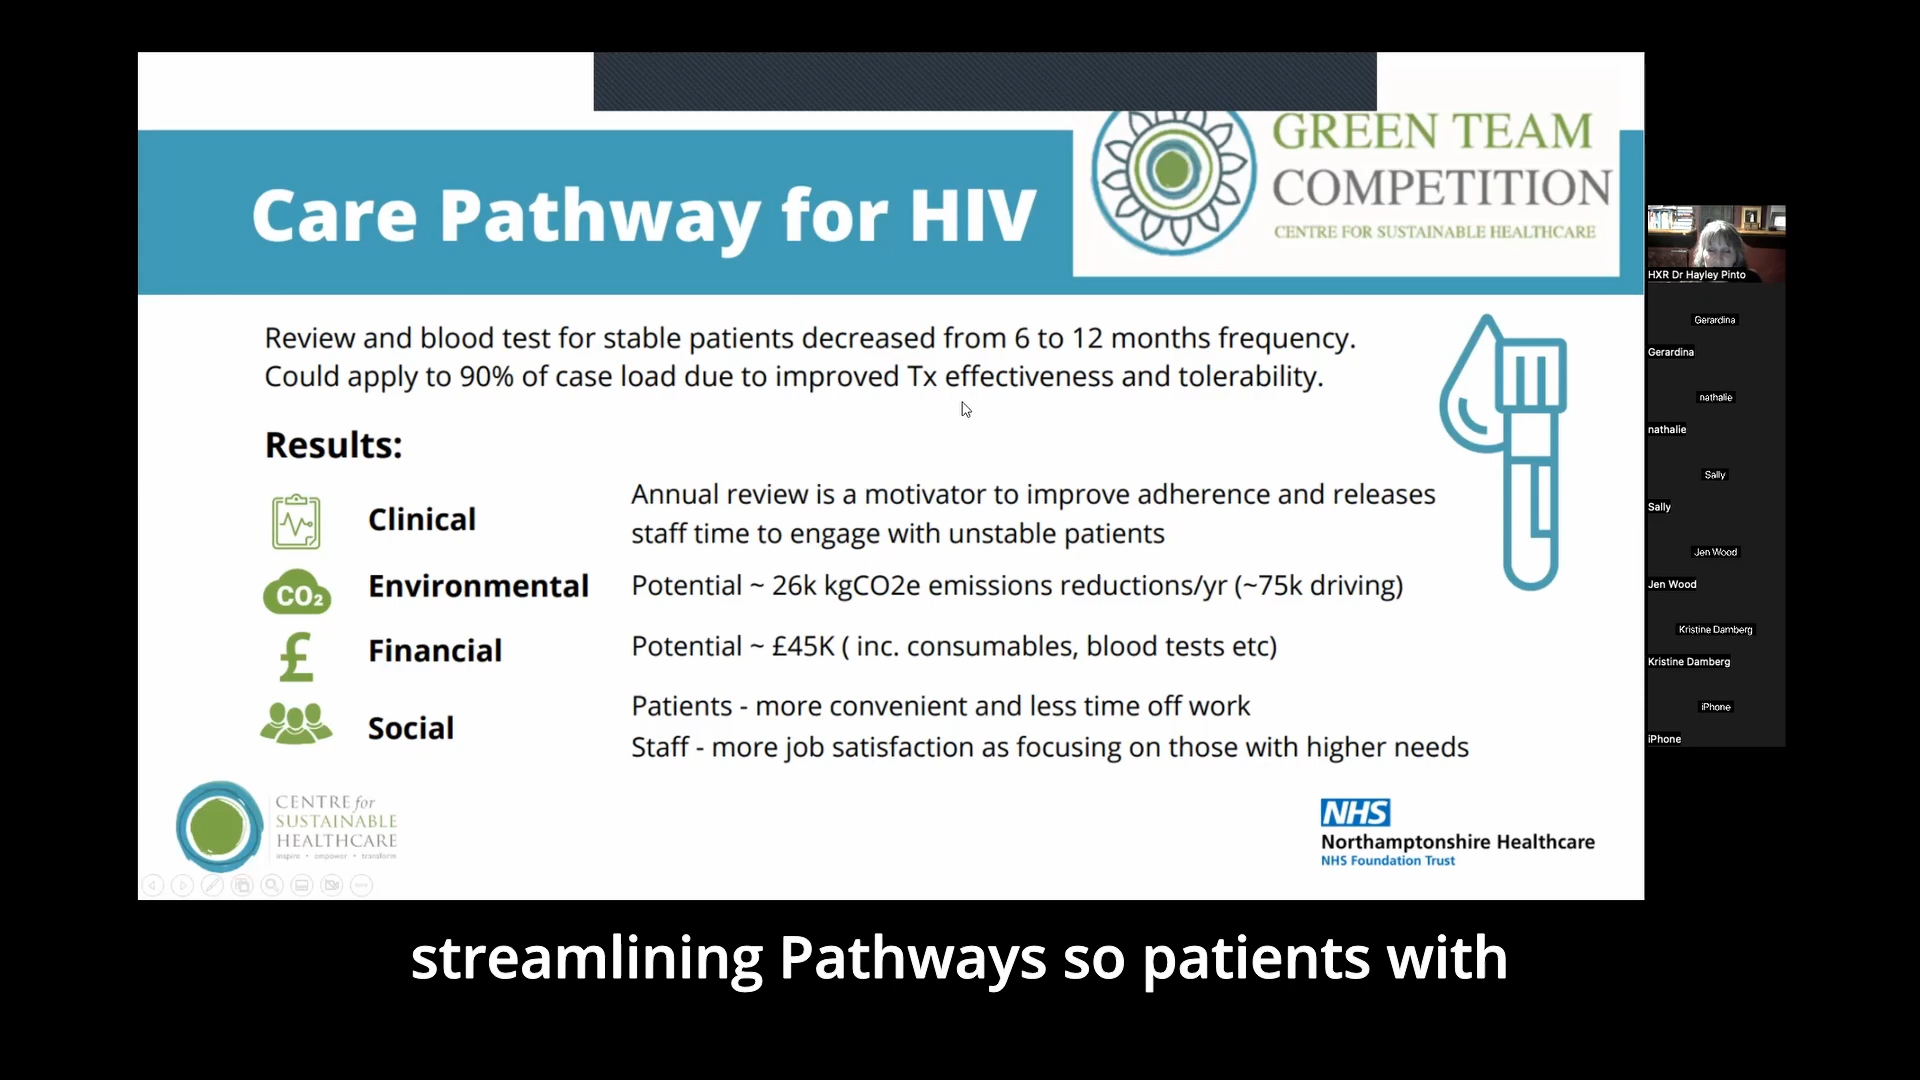 GREEN TEAM
COMPETITION
CENTRE FOR SUSTAINABLE HEALTHCARE
Care Pathway for HIV
Review and blood test for stable patients decreased from 6 to 12 months frequency.
Could apply to 90% of case load due to improved Tx effectiveness and tolerability.
Results:
Clinical
Annual review is a motivator to improve adherence and releases
staff time to engage with unstable patients
CO₂
Environmental
Potential ~ 26k kgCO2e emissions reductions/yr (~75k driving)
£
Financial
Potential ~ £45K ( inc. consumables, blood tests etc)
Social
Patients - more convenient and less time off work
Staff - more job satisfaction as focusing on those with higher needs
CENTRE for
SUSTAINABLE
HEALTHCARE
inspire • empower • transform
NHS
Northamptonshire Healthcare
NHS Foundation Trust
HXR Dr Hayley Pinto
Gerardina
Gerardina
nathalie
nathalie
Sally
Sally
Jen Wood
Jen Wood
Kristine Damberg
Kristine Damberg
iPhone
iPhone
streamlining Pathways so patients with